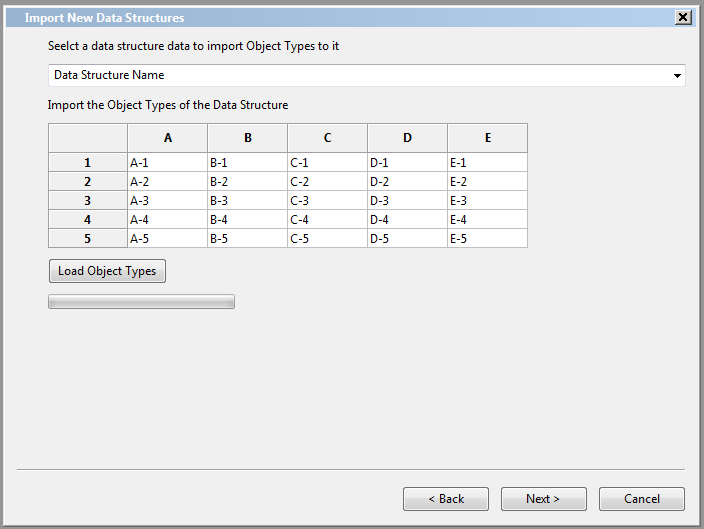 Import New Data Structures
Seelct a data structure data to import Object Types to it
Data Structure Name
Import the Object Types of the Data Structure
A B C D E
1 A-1 B-1 C-1 D-1 E-1
2 A-2 B-2 C-2 D-2 E-2
3 A-3 B-3 C-3 D-3 E-3
4 A-4 B-4 C-4 D-4 E-4
5 A-5 B-5 C-5 D-5 E-5
Load Object Types
< Back Next > Cancel